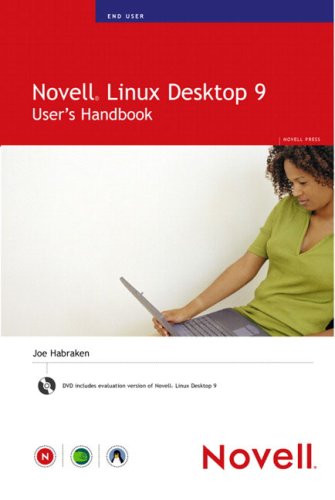 END USER
Novell® Linux Desktop 9
User's Handbook
NOVELL PRESS
Joe Habraken
DVD includes evaluation version of Novell® Linux Desktop 9
N
Novell®